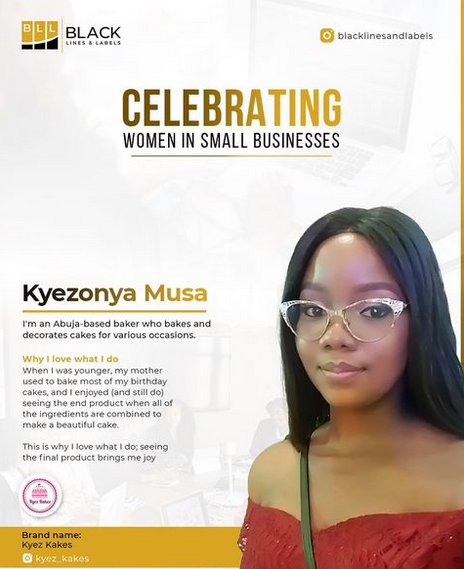 BLL BLACK
LINES & LABELS
blacklinesandlabels
CELEBRATING
WOMEN IN SMALL BUSINESSES
Kyezonya Musa
I'm an Abuja-based baker who bakes and
decorates cakes for various occasions.
Why I love what I do
When I was younger, my mother
used to bake most of my birthday
cakes, and I enjoyed (and still do)
seeing the end product when all of
the ingredients are combined to
make a beautiful cake.
This is why I love what I do; seeing
the final product brings me joy
Kyez Kakes
Brand name:
Kyez Kakes
kyez_kakes